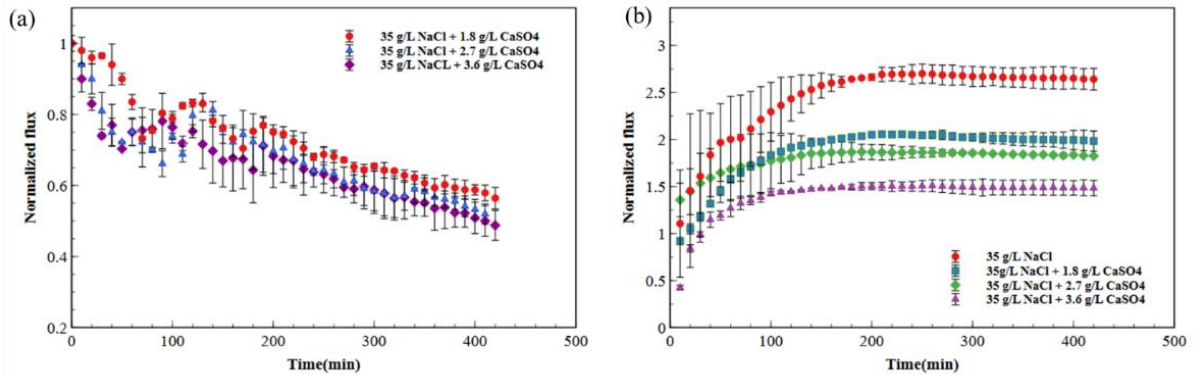 (a)
35 g/L NaCl + 1.8 g/L CaSO4
35 g/L NaCl + 2.7 g/L CaSO4
35 g/L NaCL + 3.6 g/L CaSO4
Normalized flux
1
0.8
0.6
0.4
0.2
0
100
200
300
400
500
Time(min)
(b)
35 g/L NaCl
35g/L NaCl + 1.8 g/L CaSO4
35 g/L NaCl + 2.7 g/L CaSO4
35 g/L NaCl + 3.6 g/L CaSO4
Normalized flux
3
2.5
2
1.5
1
0.5
0
0
100
200
300
400
500
Time(min)